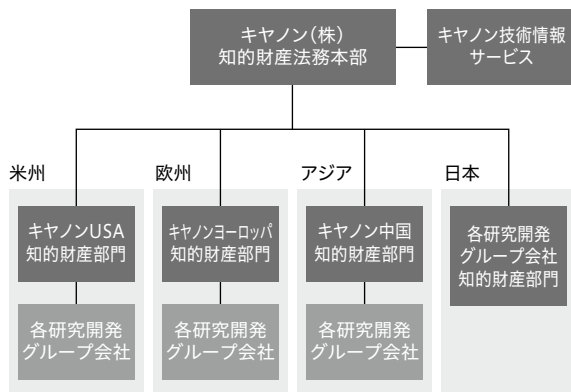 キヤノン（株）
知的財産法務本部
キヤノン技術情報
サービス
米州
欧州
アジア
日本
キヤノンUSA
知的財産部門
キヤノンヨーロッパ
知的財産部門
キヤノン中国
知的財産部門
各研究開発
グループ会社
知的財産部門
各研究開発
グループ会社
各研究開発
グループ会社
各研究開発
グループ会社